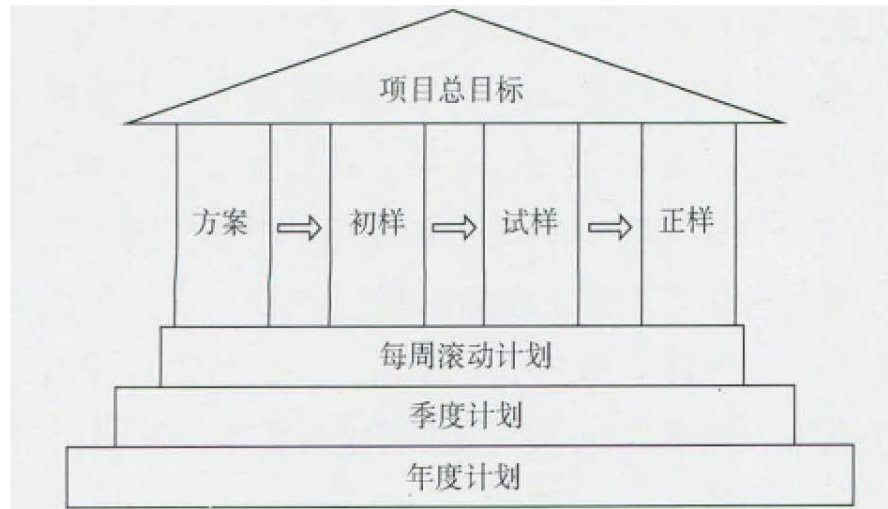 项目总目标
方案 初样 试样 正样
每周滚动计划
季度计划
年度计划